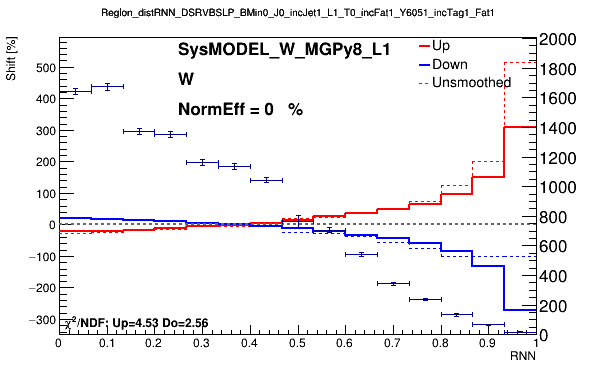 Region_distRNN_DSRVBSLP_BMin0_J0_incJet1_L1_T0_incFat1_Y6051_incTag1_Fat1
Shift [%]
SysMODEL_W_MGPy8_L1
W
NormEff = 0 %
Up
Down
Unsmoothed
500
400
300
200
100
0
−100
−200
−300
2000
1800
1600
1400
1200
1000
800
600
400
200
0
χ²/NDF: Up=4.53 Do=2.56
0 0.1 0.2 0.3 0.4 0.5 0.6 0.7 0.8 0.9 1
RNN